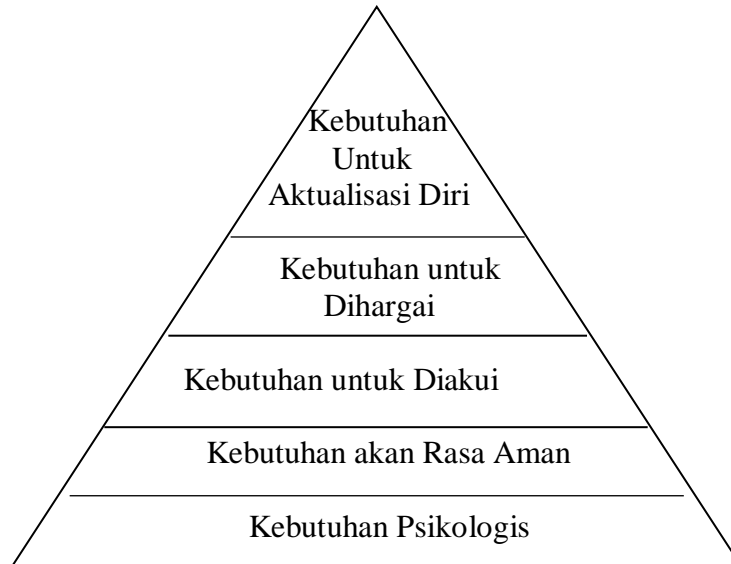 Kebutuhan
Untuk
Aktualisasi Diri
Kebutuhan untuk
Dihargai
Kebutuhan untuk Diakui
Kebutuhan akan Rasa Aman
Kebutuhan Psikologis